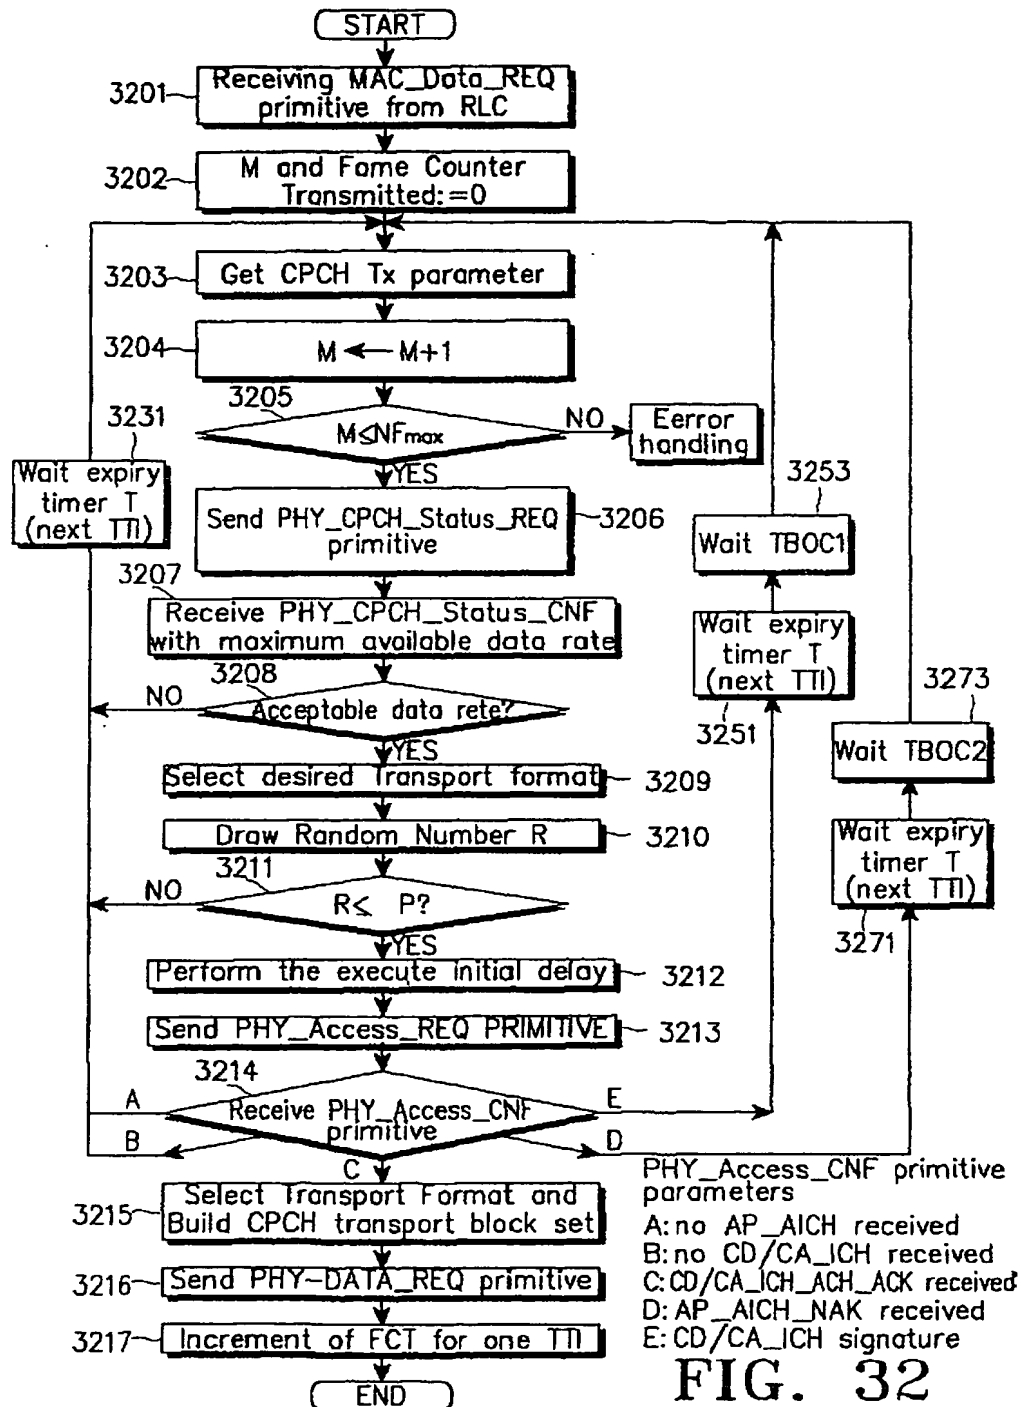 START
3201
Receiving MAC_Data_REQ
primitive from RLC
3202
M and Fame Counter
Transmitted:=0
3203
Get CPCH Tx parameter
3204
M ← M+1
3205
M≤NFmax
NO
Eerror
handling
YES
3231
Wait expiry
timer T
(next TTI)
Send PHY_CPCH_Status_REQ
primitive
3206
3253
Wait TBOC1
3207
Receive PHY_CPCH_Status_CNF
with maximum available data rate
Wait expiry
timer T
(next TTI)
3251
3208
NO
Acceptable data rete?
YES
3273
Wait TBOC2
Select desired Transport format
3209
Draw Random Number R
3210
Wait expiry
timer T
(next TTI)
3271
3211
NO
R≤ P?
YES
Perform the execute initial delay
3212
Send PHY_Access_REQ PRIMITIVE
3213
3214
A
Receive PHY_Access_CNF
primitive
E
B
D
C
3215
Select Transport Format and
Build CPCH transport block set
3216
Send PHY-DATA_REQ primitive
3217
Increment of FCT for one TTI
END
PHY_Access_CNF primitive
parameters
A: no AP_AICH received
B: no CD/CA_ICH received
C: CD/CA_ICH_ACH_ACK received
D: AP_AICH_NAK received
E: CD/CA_ICH signature
FIG. 32